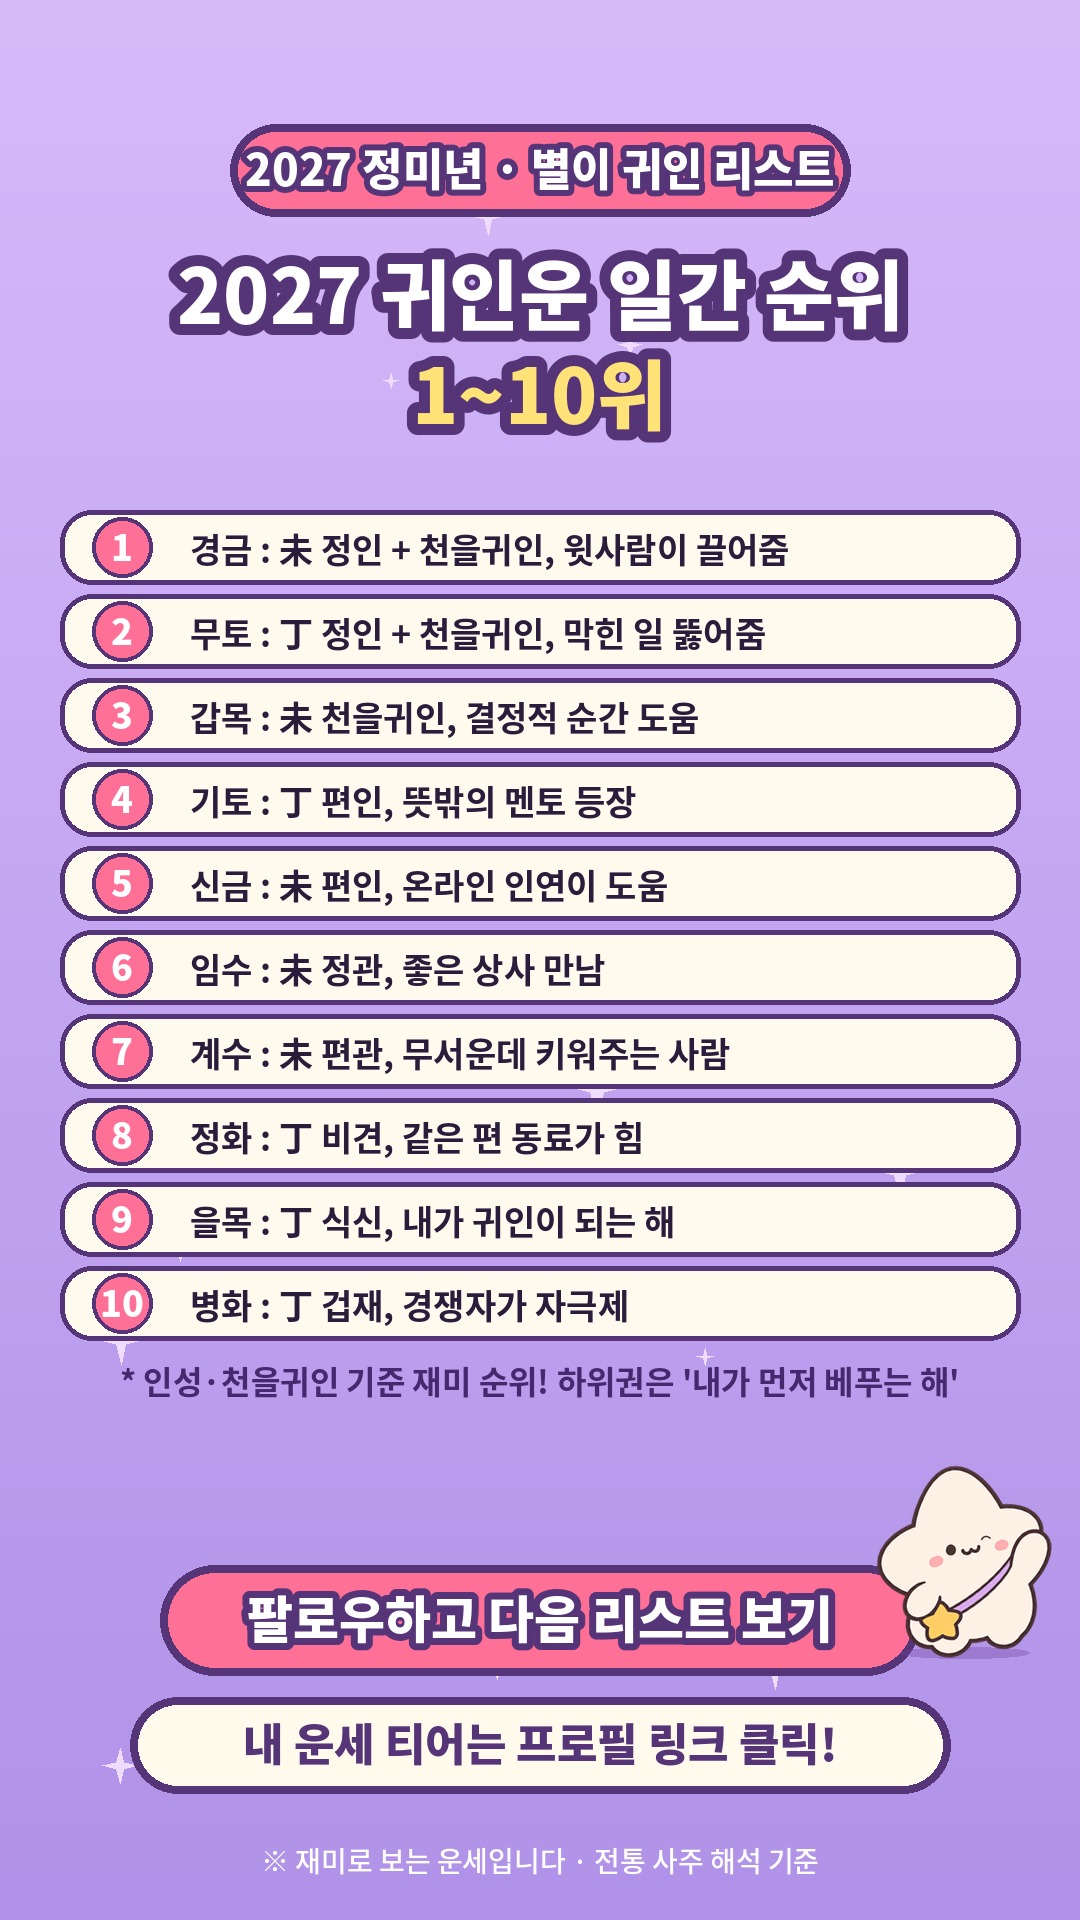 2027 정미년 · 별이 귀인 리스트
2027 귀인운 일간 순위
1~10위
1 경금 : 未 정인 + 천을귀인, 윗사람이 끌어줌
2 무토 : 丁 정인 + 천을귀인, 막힌 일 뚫어줌
3 갑목 : 未 천을귀인, 결정적 순간 도움
4 기토 : 丁 편인, 뜻밖의 멘토 등장
5 신금 : 未 편인, 온라인 인연이 도움
6 임수 : 未 정관, 좋은 상사 만남
7 계수 : 未 편관, 무서운데 키워주는 사람
8 정화 : 丁 비견, 같은 편 동료가 힘
9 을목 : 丁 식신, 내가 귀인이 되는 해
10 병화 : 丁 겁재, 경쟁자가 자극제
* 인성·천을귀인 기준 재미 순위! 하위권은 '내가 먼저 베푸는 해'
팔로우하고 다음 리스트 보기
내 운세 티어는 프로필 링크 클릭!
※ 재미로 보는 운세입니다 · 전통 사주 해석 기준